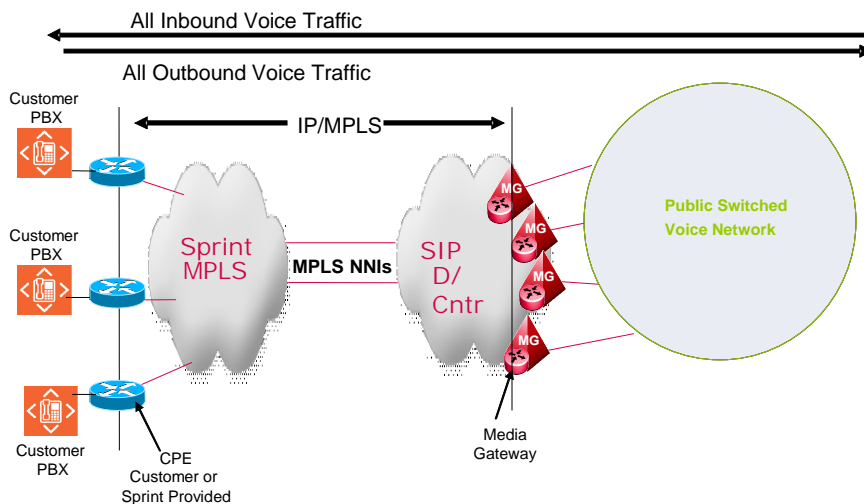 All Inbound Voice Traffic
All Outbound Voice Traffic
Customer
PBX
IP/MPLS
MG
Public Switched
Voice Network
MG
Customer
PBX
Sprint
MPLS
MPLS NNIs
SIP
D/
Cntr
MG
MG
Customer
PBX
CPE
Customer or
Sprint Provided
Media
Gateway